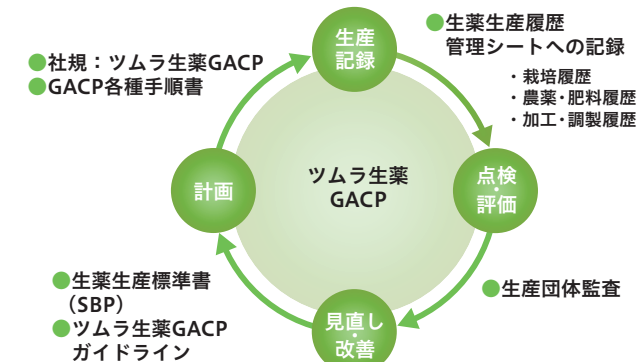 生産
記録
●生薬生産履歴
管理シートへの記録
・栽培履歴
・農薬・肥料履歴
・加工・調製履歴
●社規：ツムラ生薬GACP
●GACP各種手順書
計画
ツムラ生薬
GACP
点検
・
評価
●生薬生産標準書
（SBP）
●ツムラ生薬GACP
ガイドライン
見直し
・
改善
●生産団体監査